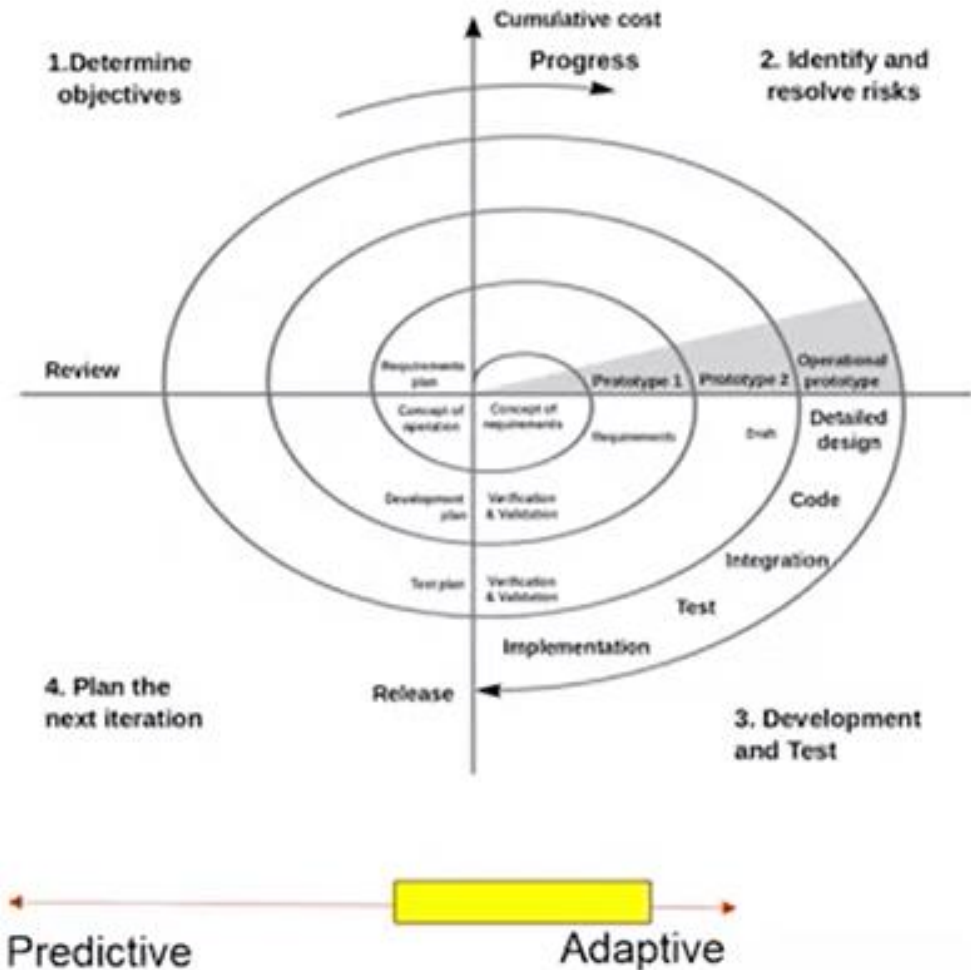 Cumulative cost
Progress
1.Determine
objectives
2. Identify and
resolve risks
Review
Requirements
plan
Prototype 1
Prototype 2
Operational
prototype
Concept of
operation
Concept of
requirements
Requirements
Draft
Detailed
design
Development
plan
Verification
& Validation
Code
Integration
Test plan
Verification
& Validation
Test
Implementation
Release
4. Plan the
next iteration
3. Development
and Test
Predictive
Adaptive